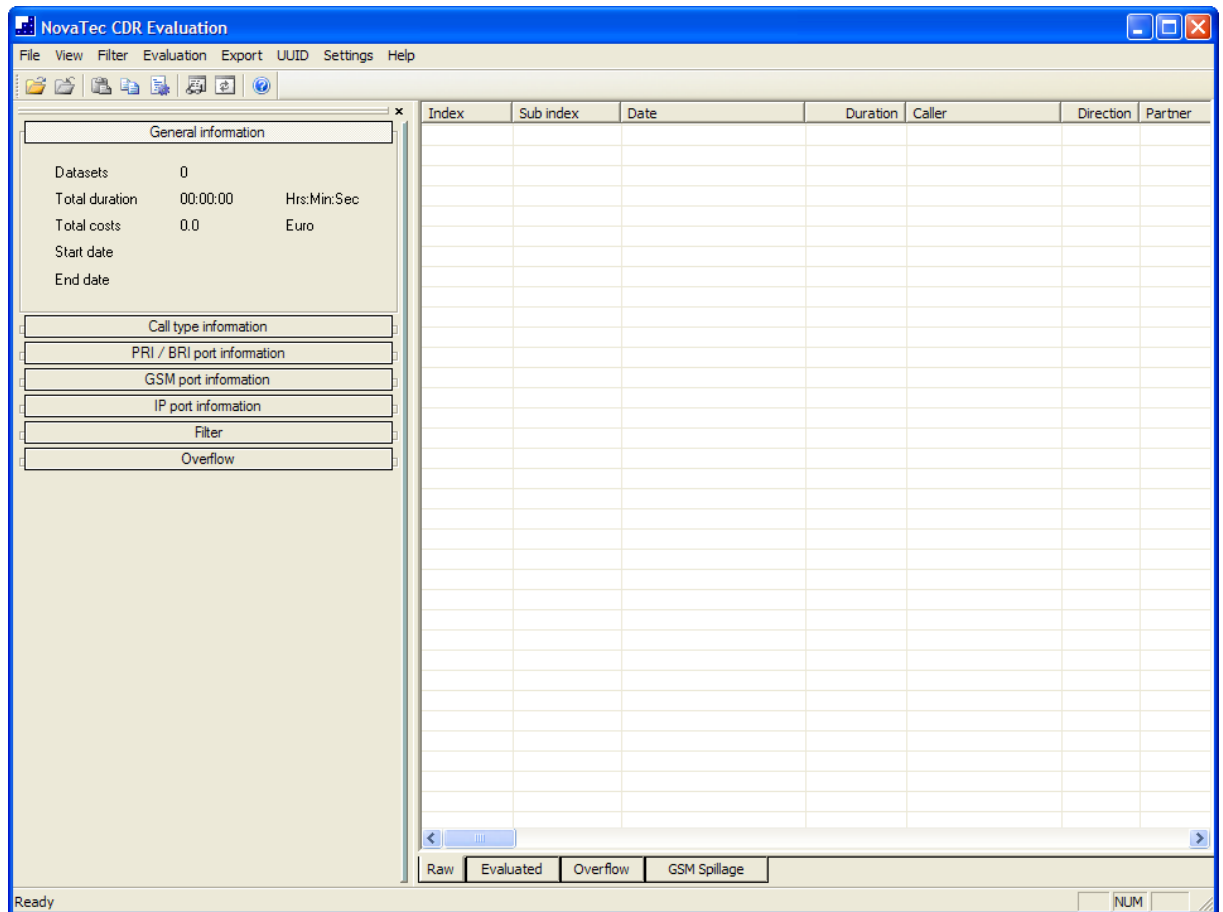 NovaTec CDR Evaluation
File View Filter Evaluation Export UUID Settings Help
General information
Datasets 0
Total duration 00:00:00 Hrs:Min:Sec
Total costs 0.0 Euro
Start date
End date
Call type information
PRI / BRI port information
GSM port information
IP port information
Filter
Overflow
Index Sub index Date Duration Caller Direction Partner
Raw Evaluated Overflow GSM Spillage
Ready NUM